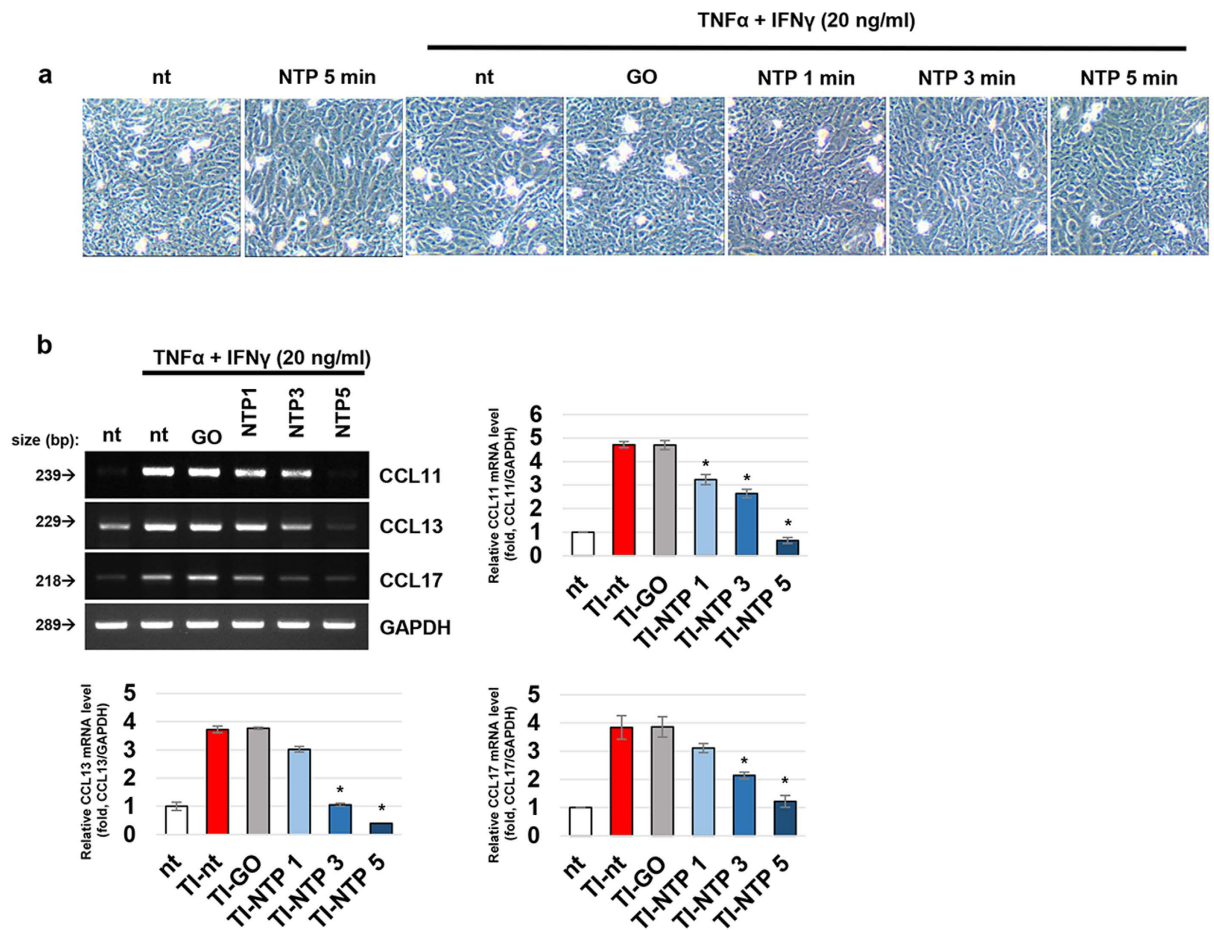 TNFα + IFNγ (20 ng/ml)
a
nt
NTP 5 min
nt
GO
NTP 1 min
NTP 3 min
NTP 5 min
b
TNFα + IFNγ (20 ng/ml)
size (bp):
nt
nt
GO
NTP1
NTP3
NTP5
239→
CCL11
229→
CCL13
218→
CCL17
289→
GAPDH
Relative CCL11 mRNA level
(fold, CCL11/GAPDH)
6
5
4
3
2
1
0
*
*
*
nt
TI-nt
TI-GO
TI-NTP 1
TI-NTP 3
TI-NTP 5
Relative CCL13 mRNA level
(fold, CCL13/GAPDH)
5
4
3
2
1
0
*
*
nt
TI-nt
TI-GO
TI-NTP 1
TI-NTP 3
TI-NTP 5
Relative CCL17 mRNA level
(fold, CCL17/GAPDH)
5
4
3
2
1
0
*
*
nt
TI-nt
TI-GO
TI-NTP 1
TI-NTP 3
TI-NTP 5